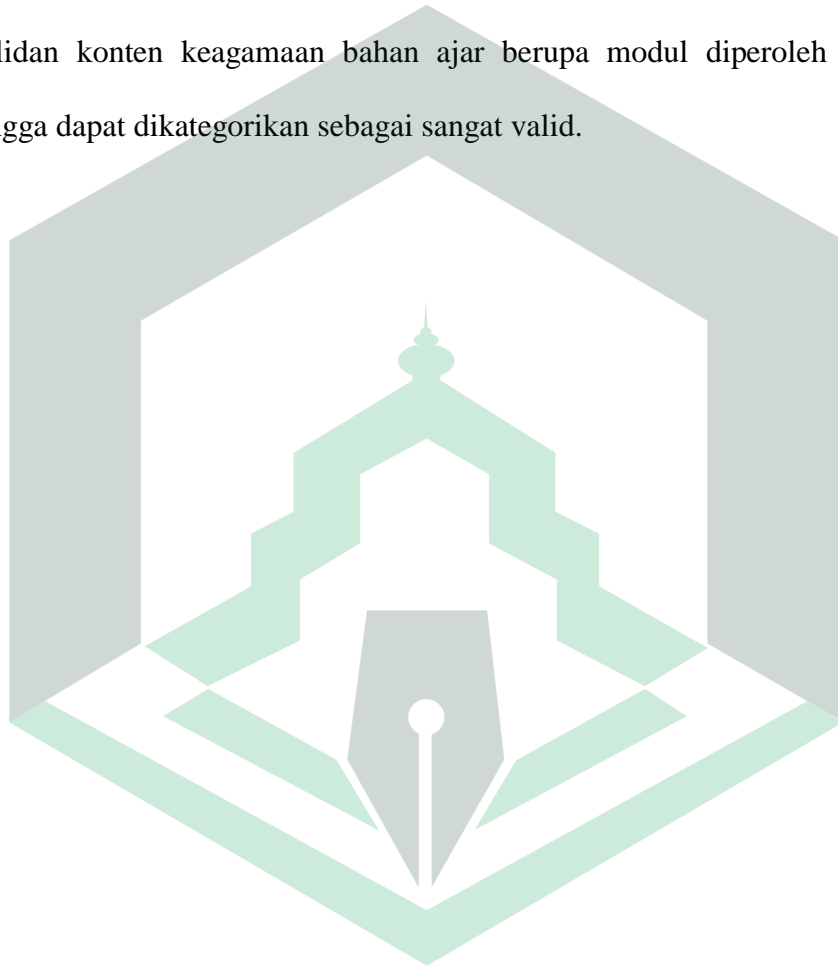 lidan konten keagamaan bahan ajar berupa modul diperoleh
ngga dapat dikategorikan sebagai sangat valid.